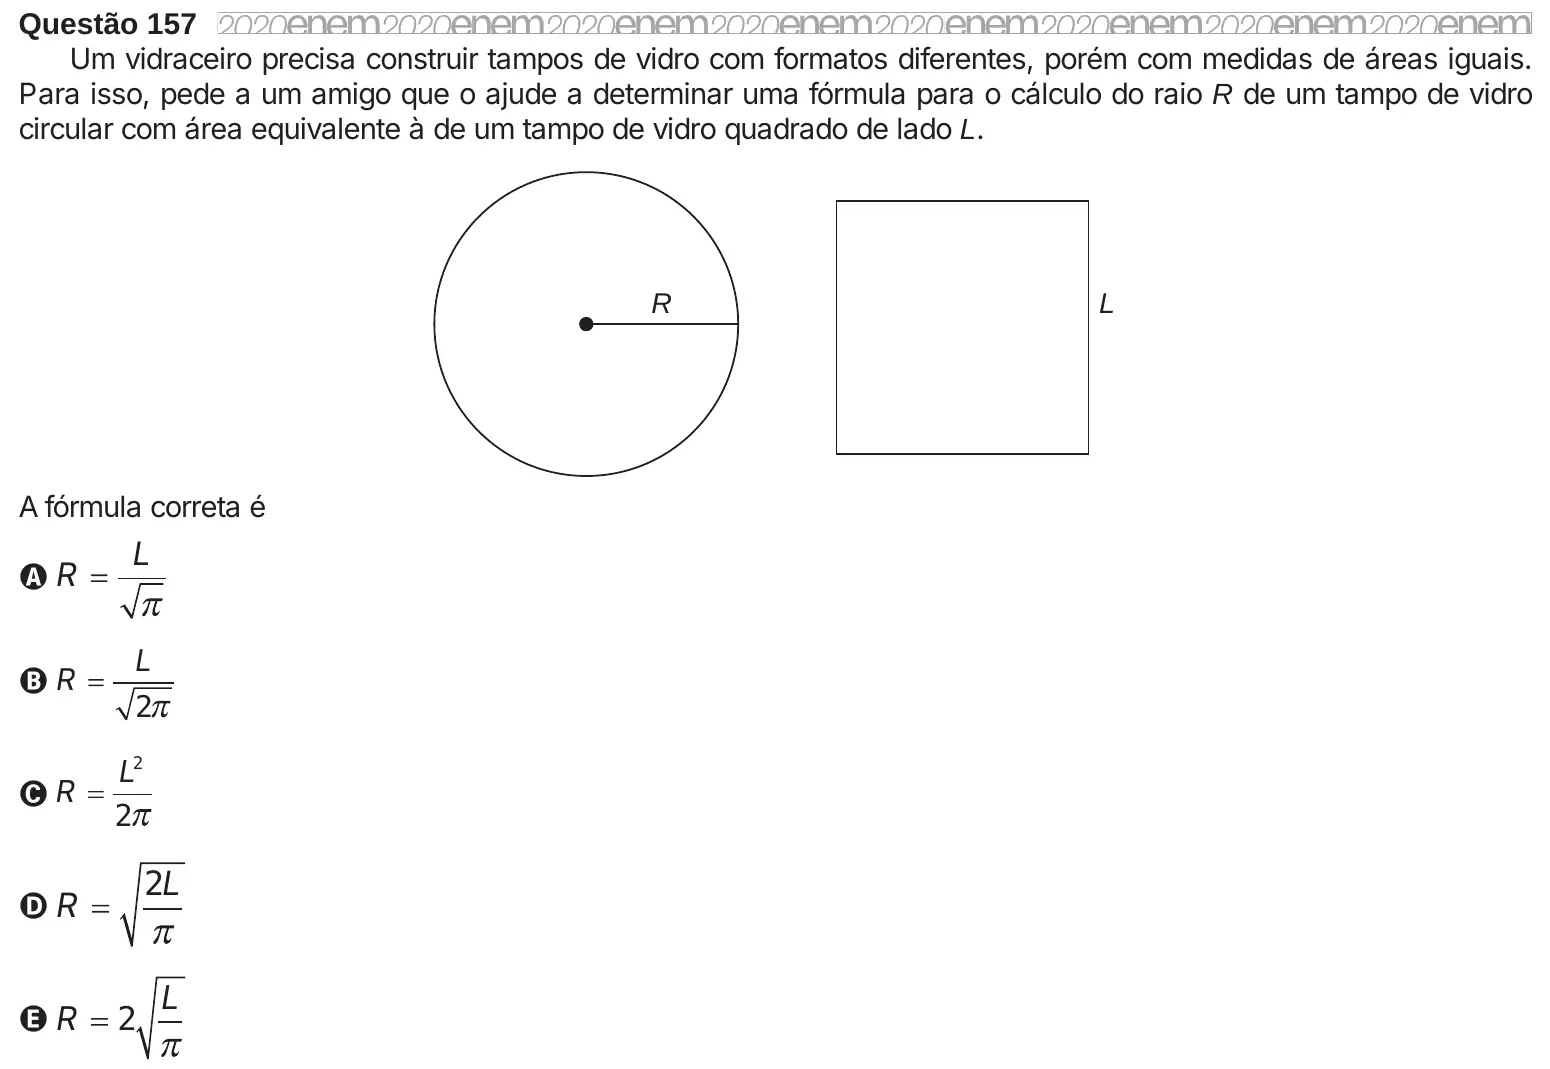 Questão 157 2020enem2020enem2020enem2020enem2020enem2020enem2020enem2020enem
Um vidraceiro precisa construir tampos de vidro com formatos diferentes, porém com medidas de áreas iguais.
Para isso, pede a um amigo que o ajude a determinar uma fórmula para o cálculo do raio R de um tampo de vidro
circular com área equivalente à de um tampo de vidro quadrado de lado L.
R
L
A fórmula correta é
A R = L/√π
B R = L/√2π
C R = L²/2π
D R = √2L/π
E R = 2√L/π